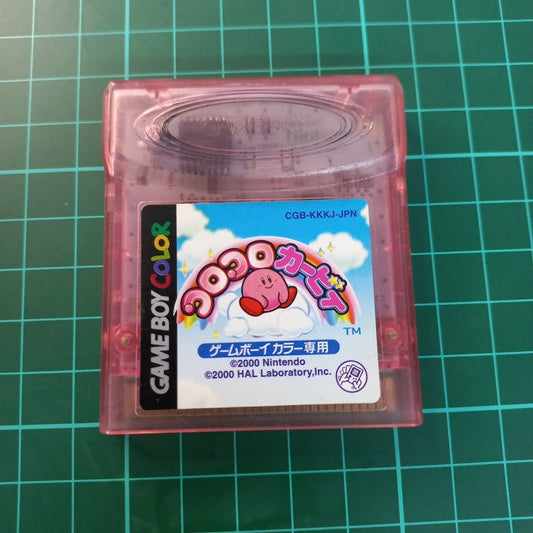 CGB-KKKJ-JPN
GAME BOY COLOR
コロコロカービィ
TM
ゲームボーイカラー専用
©2000 Nintendo
©2000 HAL Laboratory,Inc.